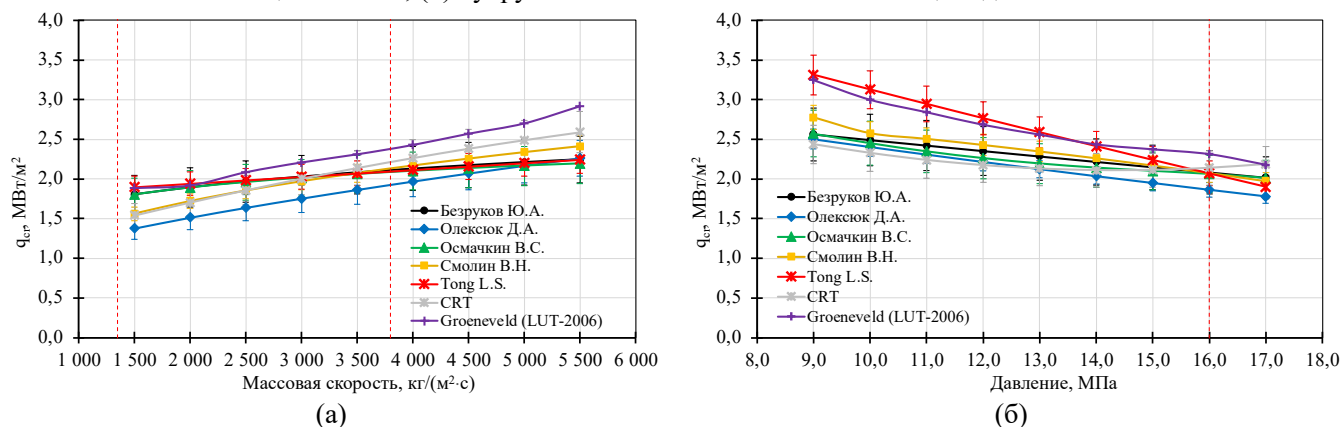 4,0
3,5
3,0
2,5
2,0
1,5
1,0
0,5
0,0
q_cr, МВт/м²
1 000 1 500 2 000 2 500 3 000 3 500 4 000 4 500 5 000 5 500 6 000
Массовая скорость, кг/(м²·с)
Безруков Ю.А.
Олексюк Д.А.
Осмачкин В.С.
Смолин В.Н.
Tong L.S.
CRT
Groeneveld (LUT-2006)
(а)
4,0
3,5
3,0
2,5
2,0
1,5
1,0
0,5
0,0
q_cr, МВт/м²
8,0 9,0 10,0 11,0 12,0 13,0 14,0 15,0 16,0 17,0 18,0
Давление, МПа
Безруков Ю.А.
Олексюк Д.А.
Осмачкин В.С.
Смолин В.Н.
Tong L.S.
CRT
Groeneveld (LUT-2006)
(б)